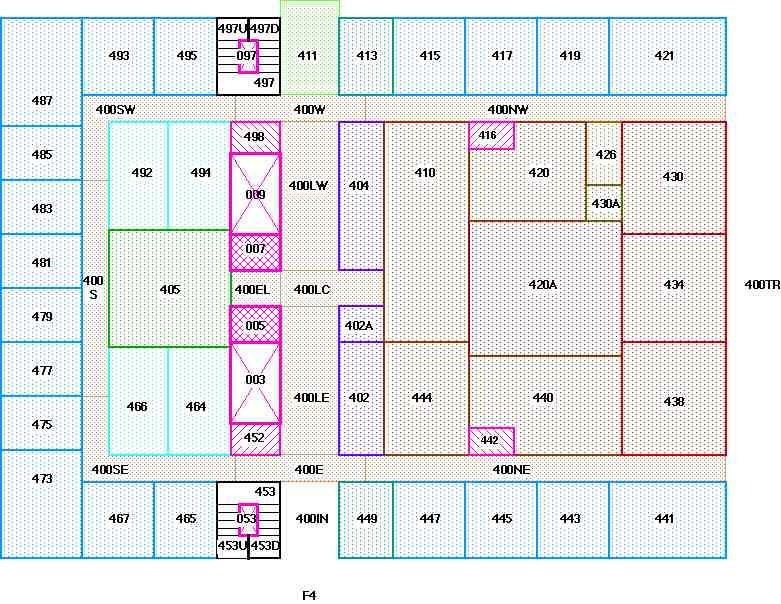 497U 497D
493 495 097 411 413 415 417 419 421
497
487
400SW 400W 400NW
498 416
485 426
492 494 400LW 404 410 420 430
009
483 430A
007
481
400 S 405 400EL 400LC 420A 434 400TR
479 005 402A
477 003
466 464 400LE 402 444 440 438
475 452 442
400SE 400E 400NE
473
453
467 465 053 400IN 449 447 445 443 441
453U 453D
F4